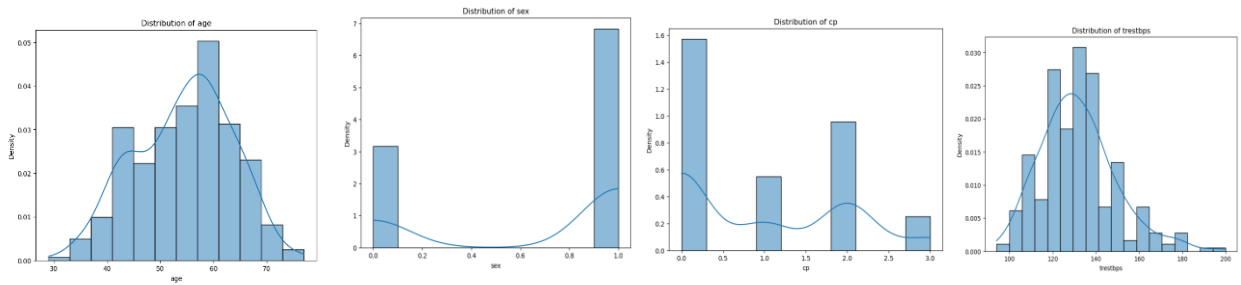 Distribution of age
Density
0.05
0.04
0.03
0.02
0.01
0.00
30 40 50 60 70
age
Distribution of sex
Density
7
6
5
4
3
2
1
0
0.0 0.2 0.4 0.6 0.8 1.0
sex
Distribution of cp
Density
1.6
1.4
1.2
1.0
0.8
0.6
0.4
0.2
0.0
0.0 0.5 1.0 1.5 2.0 2.5 3.0
cp
Distribution of trestbps
Density
0.030
0.025
0.020
0.015
0.010
0.005
0.000
100 120 140 160 180 200
trestbps